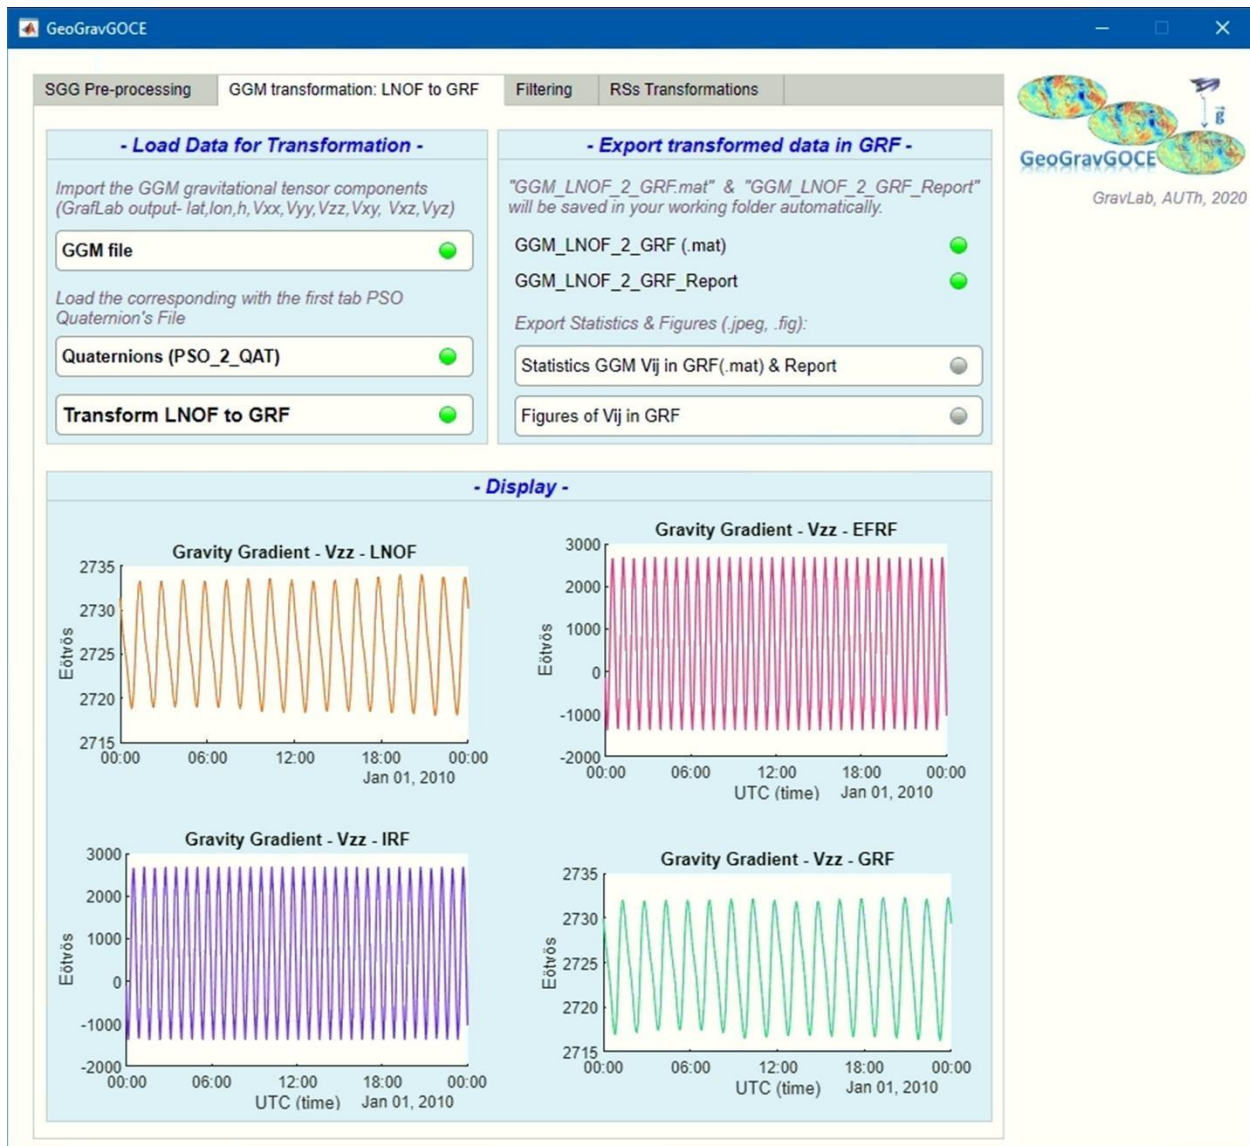 GeoGravGOCE
SGG Pre-processing
GGM transformation: LNOF to GRF
Filtering
RSs Transformations
- Load Data for Transformation -
Import the GGM gravitational tensor components
(GrafLab output- lat,lon,h,Vxx,Vyy,Vzz,Vxy, Vxz,Vyz)
GGM file
Load the corresponding with the first tab PSO
Quaternion's File
Quaternions (PSO_2_QAT)
Transform LNOF to GRF
- Export transformed data in GRF -
"GGM_LNOF_2_GRF.mat" & "GGM_LNOF_2_GRF_Report"
will be saved in your working folder automatically.
GGM_LNOF_2_GRF (.mat)
GGM_LNOF_2_GRF_Report
Export Statistics & Figures (.jpeg, .fig):
Statistics GGM Vij in GRF(.mat) & Report
Figures of Vij in GRF
g
GeoGravGOCE
GravLab, AUTh, 2020
- Display -
Gravity Gradient - Vzz - LNOF
2735
2730
2725
2720
2715
Eötvös
00:00 06:00 12:00 18:00 00:00
Jan 01, 2010
Gravity Gradient - Vzz - EFRF
3000
2000
1000
0
-1000
-2000
Eötvös
00:00 06:00 12:00 18:00 00:00
UTC (time) Jan 01, 2010
Gravity Gradient - Vzz - IRF
3000
2000
1000
0
-1000
-2000
Eötvös
00:00 06:00 12:00 18:00 00:00
UTC (time) Jan 01, 2010
Gravity Gradient - Vzz - GRF
2735
2730
2725
2720
2715
Eötvös
00:00 06:00 12:00 18:00 00:00
UTC (time) Jan 01, 2010